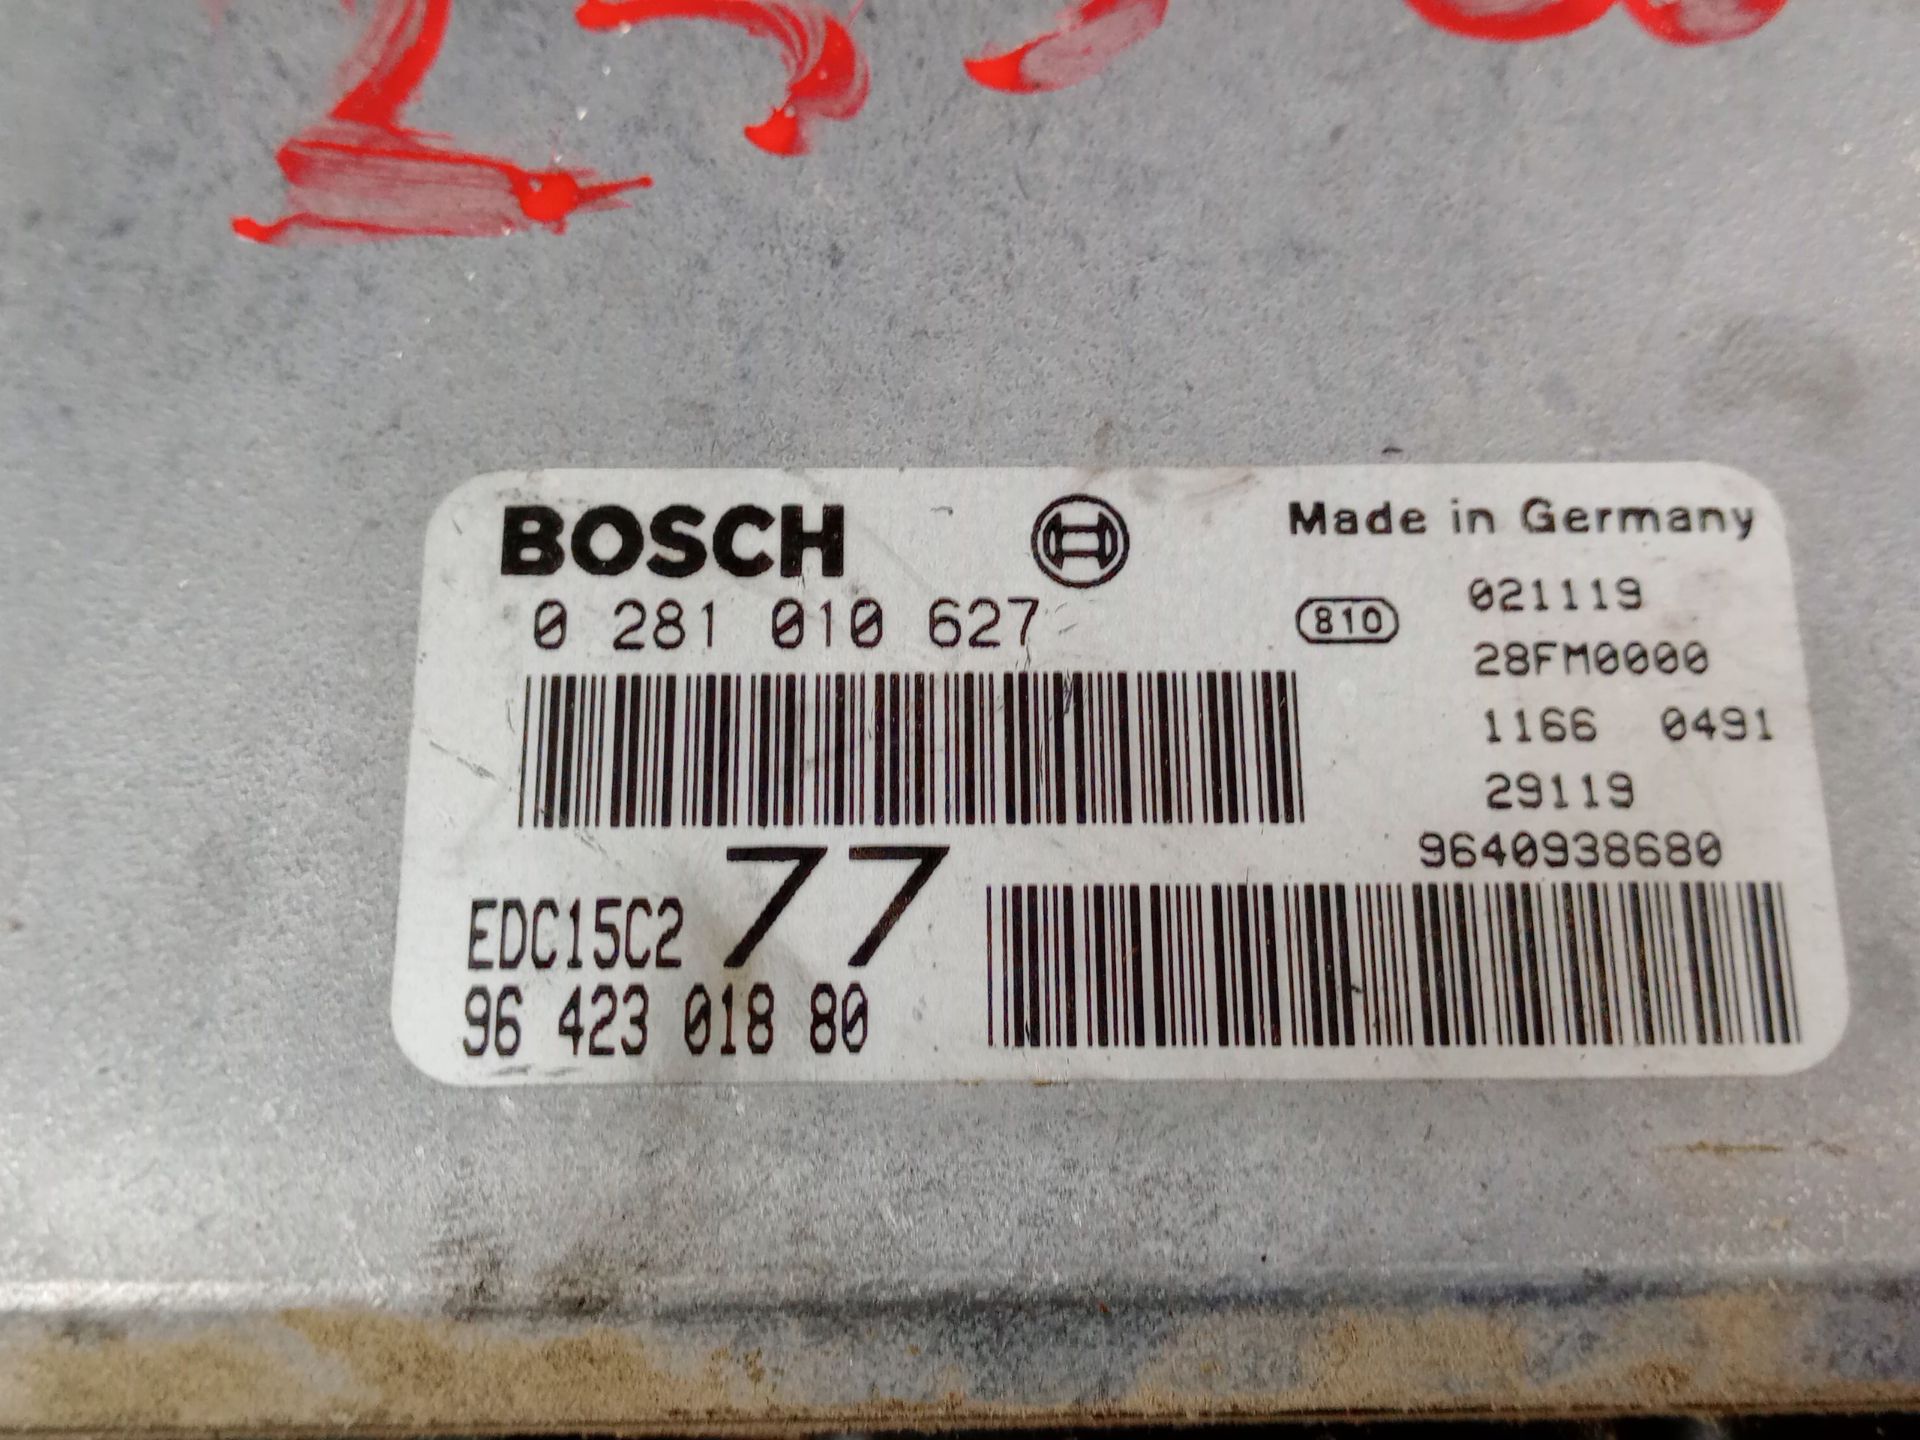 BOSCH
Made in Germany
0 281 010 627
810
021119
28FM0000
1166 0491
29119
9640938680
EDC15C2 77
96 423 018 80